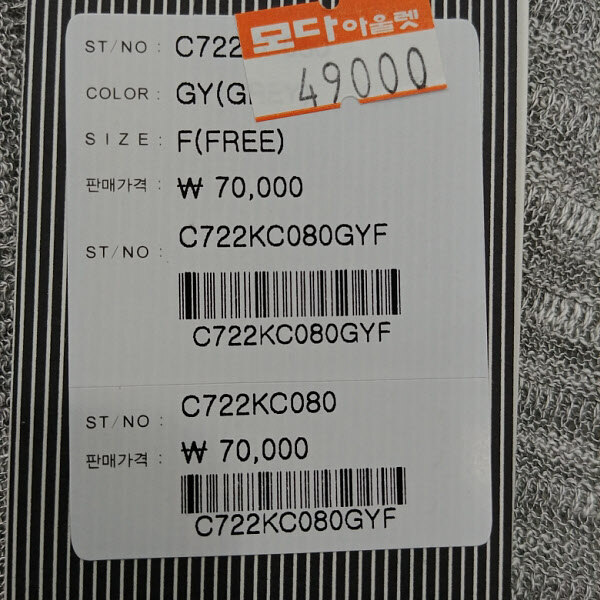 모다아울렛
49000
ST/NO : C722
COLOR : GY(GREY)
SIZE : F(FREE)
판매가격 : ₩ 70,000
ST/NO : C722KC080GYF
C722KC080GYF
ST/NO : C722KC080
판매가격 : ₩ 70,000
C722KC080GYF